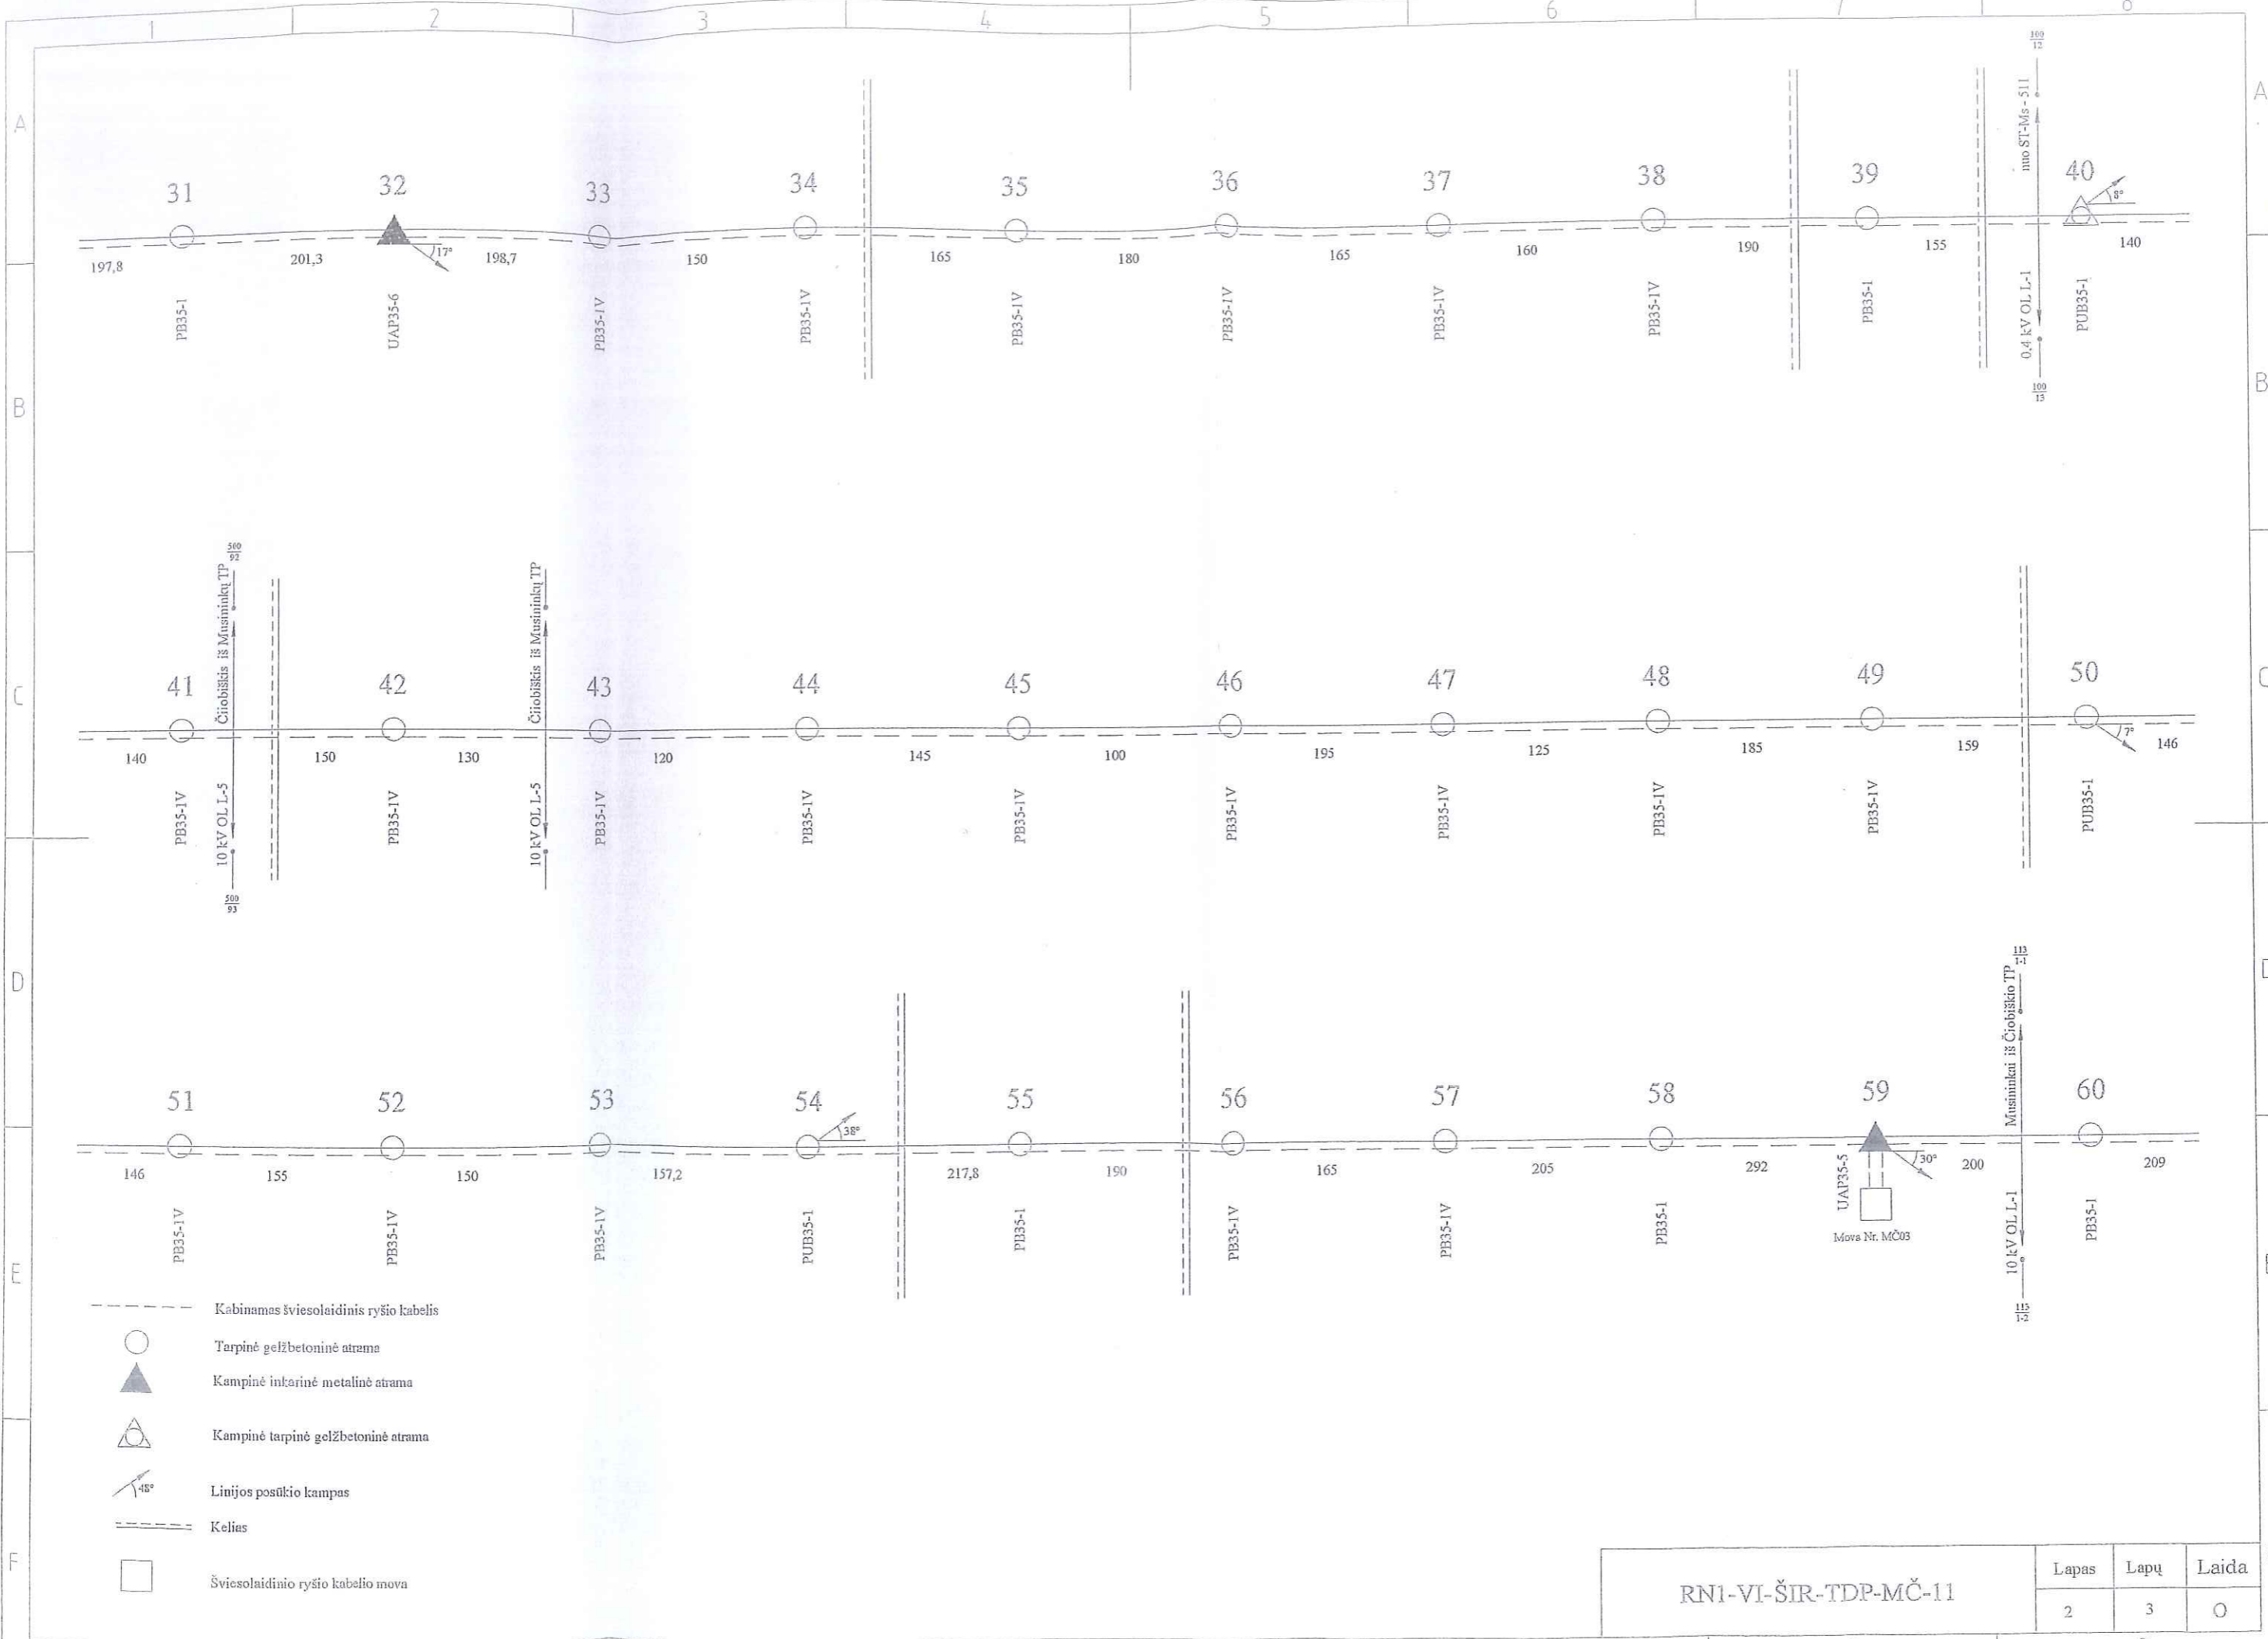 1 2 3 4 5 6 7 8
A A
100
12
nuo ST-Ms - 511
31 32 33 34 35 36 37 38 39 40
17° 8°
197,8 201,3 198,7 150 165 180 165 160 190 155 140
PB35-1 UAP35-6 PB35-1V PB35-1V PB35-1V PB35-1V PB35-1V PB35-1V PB35-1 0,4 kV OL L-1 PUB35-1
100
13
B B
500
92
Čiiobiškis iš Musininkų TP Čiiobiškis iš Musininkų TP
C C
41 42 43 44 45 46 47 48 49 50
7°
140 150 130 120 145 100 195 125 185 159 146
PB35-1V 10 kV OL L-5 PB35-1V 10 kV OL L-5 PB35-1V PB35-1V PB35-1V PB35-1V PB35-1V PB35-1V PB35-1V PUB35-1
500
93
D
113
1-1
Musininkai iš Čiobiškio TP
51 52 53 54 55 56 57 58 59 60
38° 30°
146 155 150 157,2 217,8 190 165 205 292 200 209
PB35-1V PB35-1V PB35-1V PUB35-1 PB35-1 PB35-1V PB35-1V PB35-1 UAP35-5 10 kV OL L-1 PB35-1
Mova Nr. MČ03
113
1-2
E
Kabinamas šviesolaidinis ryšio kabelis
Tarpinė gelžbetoninė atrama
Kampinė inkarinė metalinė atrama
Kampinė tarpinė gelžbetoninė atrama
48° Linijos posūkio kampas
Kelias
F
Šviesolaidinio ryšio kabelio mova
RN1-VI-ŠIR-TDP-MČ-11
Lapas Lapų Laida
2 3 O